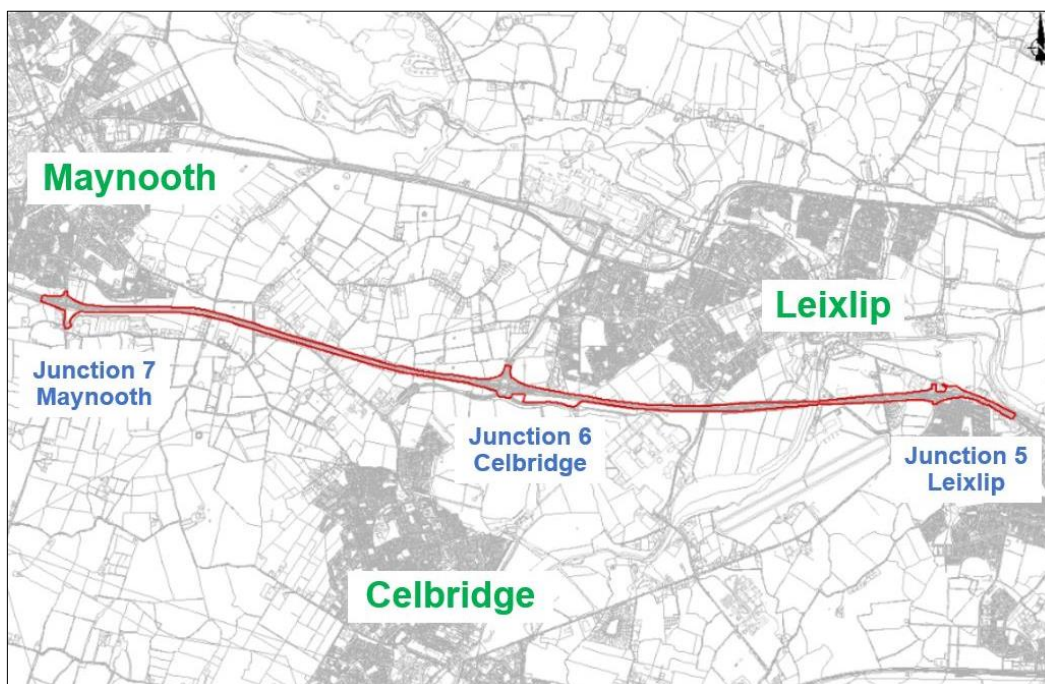 Maynooth
Leixlip
Junction 7
Maynooth
Junction 6
Celbridge
Junction 5
Leixlip
Celbridge